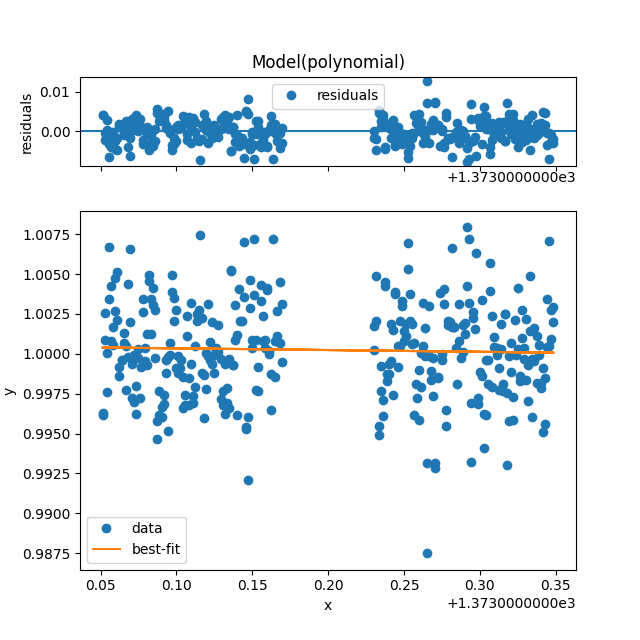 Model(polynomial)
residuals
0.01
0.00
residuals
+1.3730000000e3
y
1.0075
1.0050
1.0025
1.0000
0.9975
0.9950
0.9925
0.9900
0.9875
data
best-fit
0.05 0.10 0.15 0.20 0.25 0.30 0.35
x
+1.3730000000e3